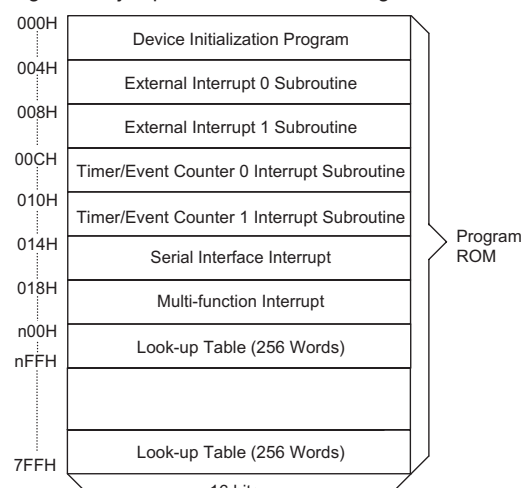 000H
Device Initialization Program
004H
External Interrupt 0 Subroutine
008H
External Interrupt 1 Subroutine
00CH
Timer/Event Counter 0 Interrupt Subroutine
010H
Timer/Event Counter 1 Interrupt Subroutine
014H
Serial Interface Interrupt
018H
Multi-function Interrupt
n00H
Look-up Table (256 Words)
nFFH
Look-up Table (256 Words)
7FFH
Program
ROM